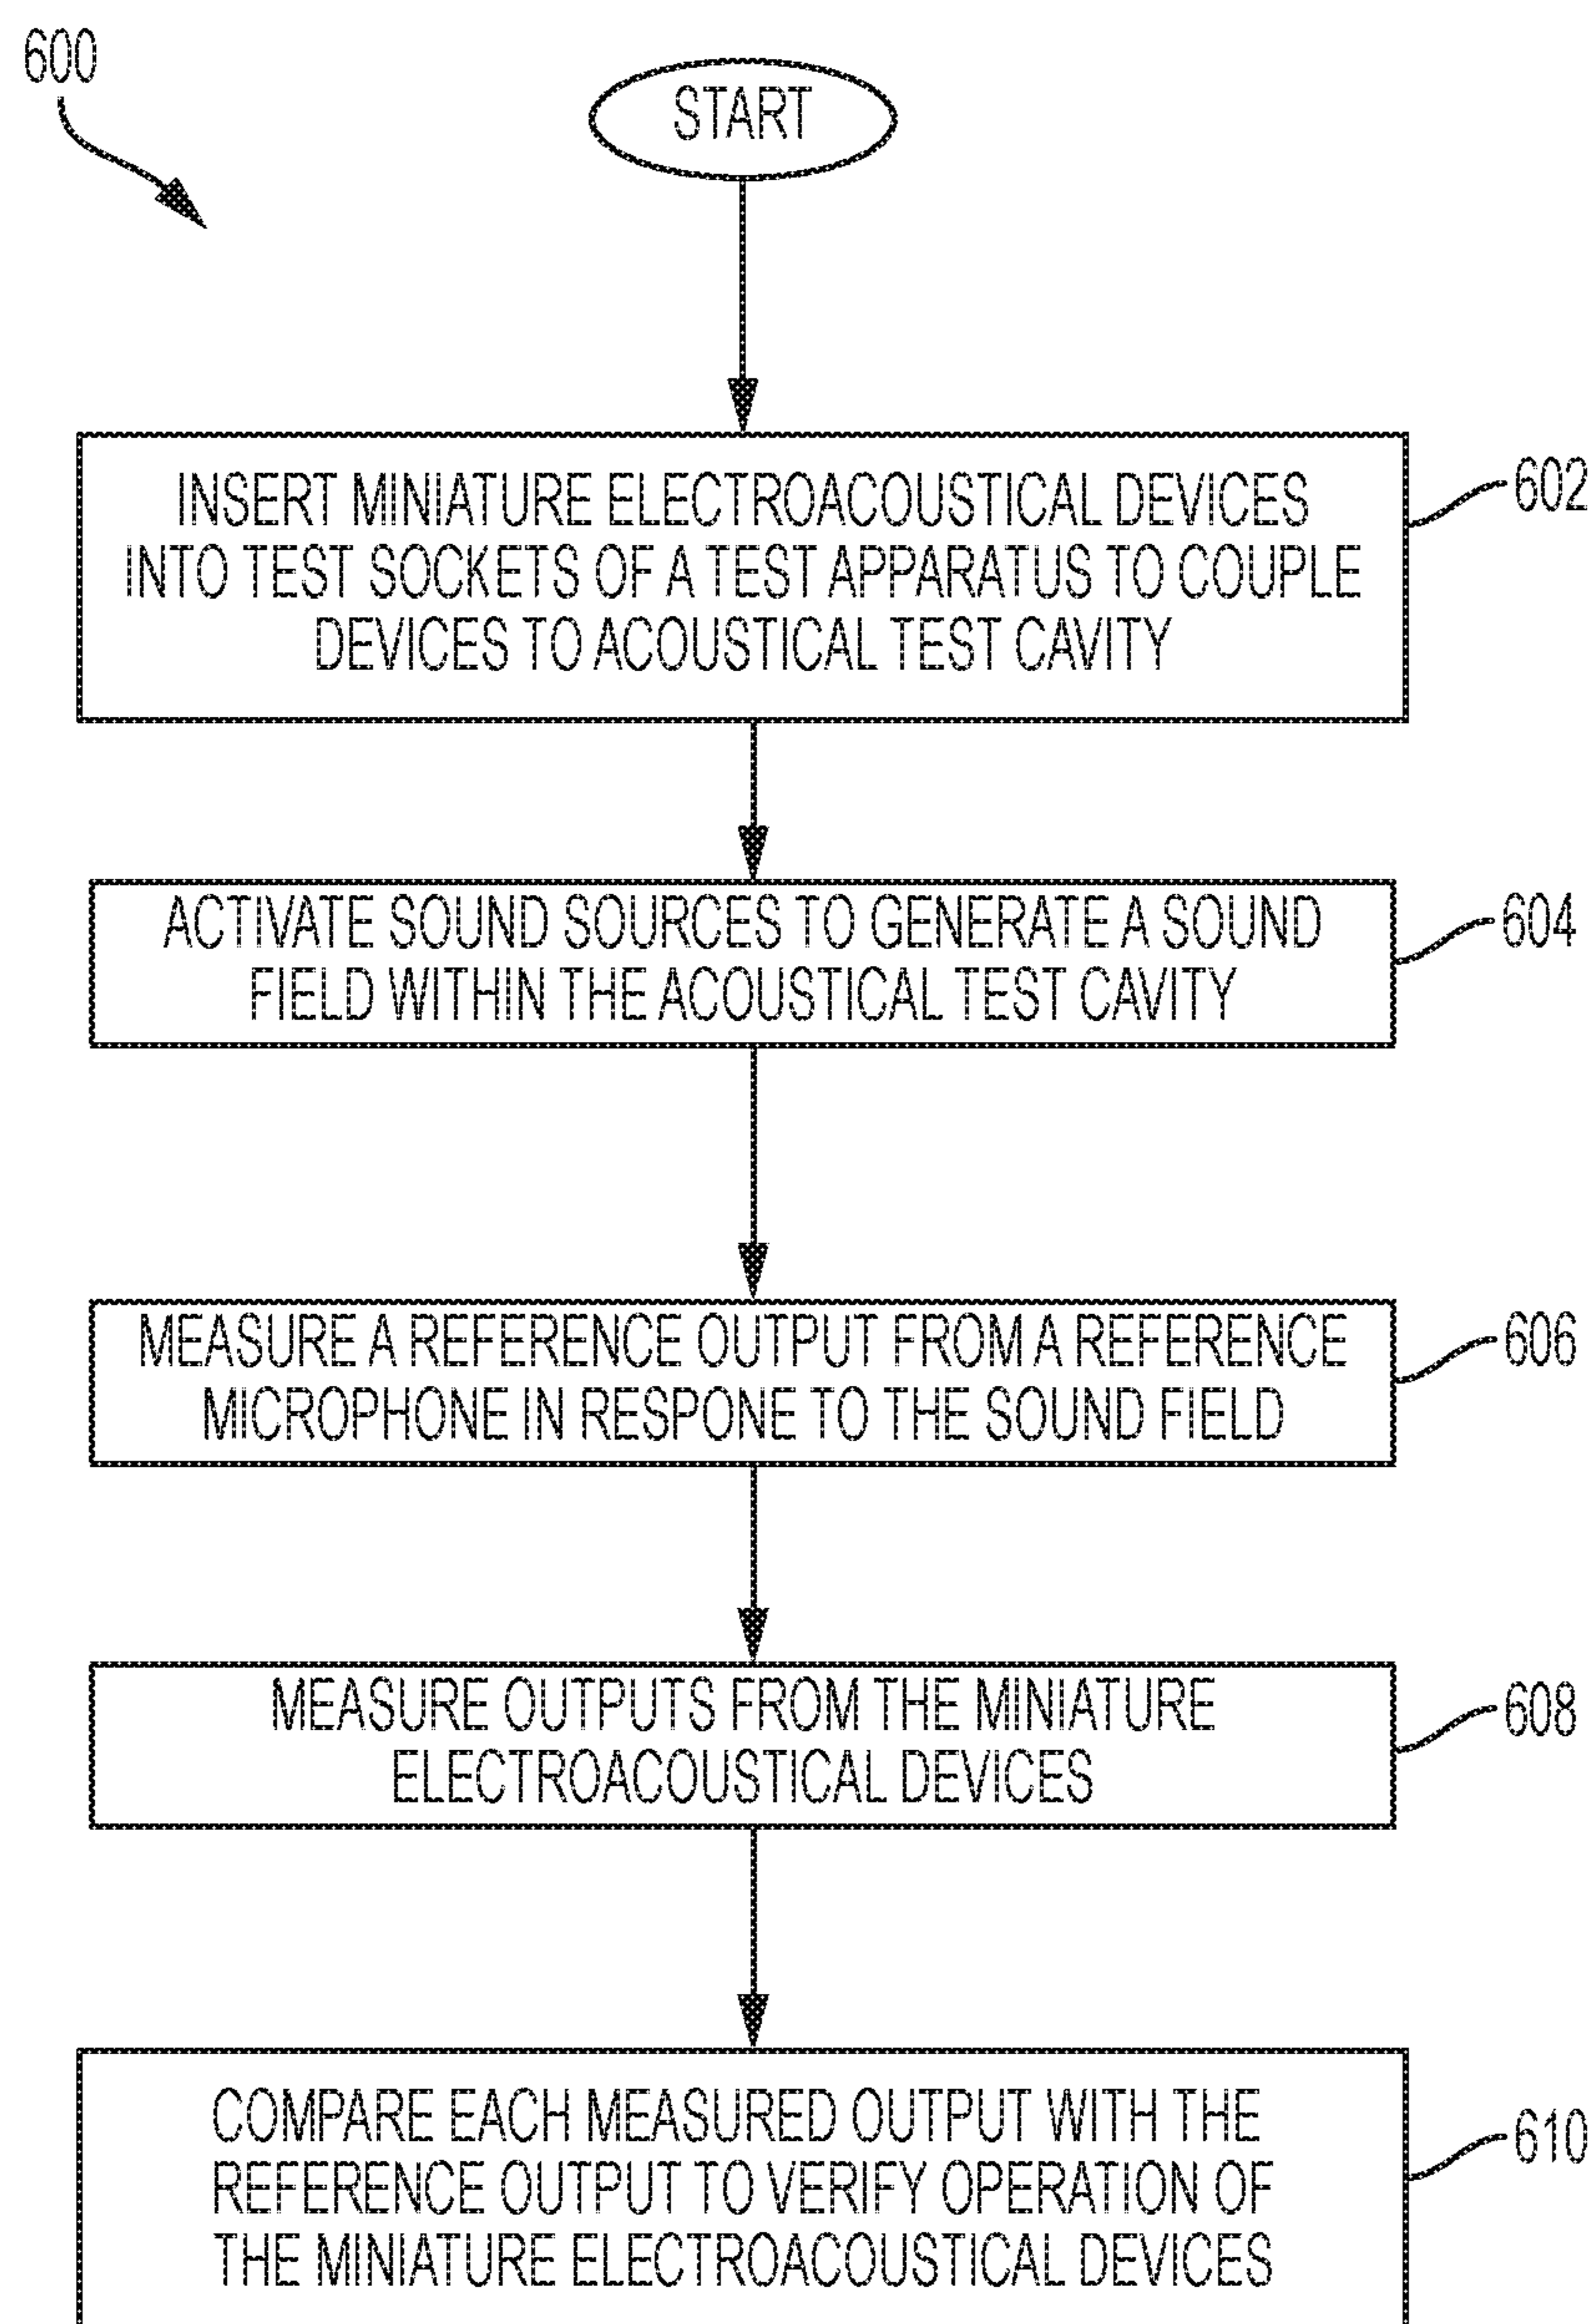 600
START
INSERT MINIATURE ELECTROACOUSTICAL DEVICES
INTO TEST SOCKETS OF A TEST APPARATUS TO COUPLE
DEVICES TO ACOUSTICAL TEST CAVITY
602
ACTIVATE SOUND SOURCES TO GENERATE A SOUND
FIELD WITHIN THE ACOUSTICAL TEST CAVITY
604
MEASURE A REFERENCE OUTPUT FROM A REFERENCE
MICROPHONE IN RESPONE TO THE SOUND FIELD
606
MEASURE OUTPUTS FROM THE MINIATURE
ELECTROACOUSTICAL DEVICES
608
COMPARE EACH MEASURED OUTPUT WITH THE
REFERENCE OUTPUT TO VERIFY OPERATION OF
THE MINIATURE ELECTROACOUSTICAL DEVICES
610